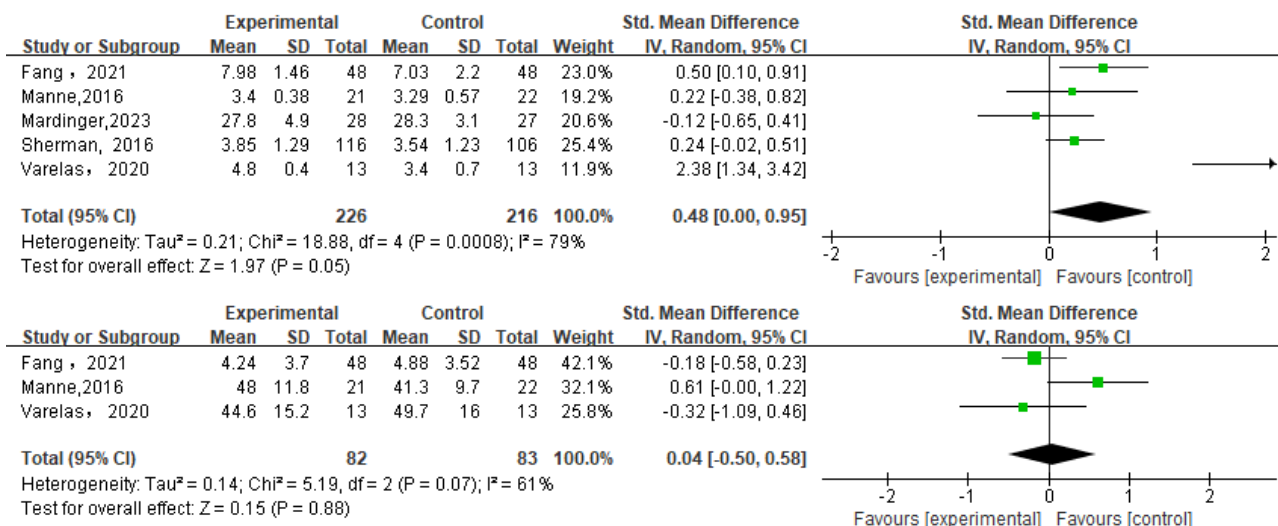 Experimental Control Std. Mean Difference Std. Mean Difference
Study or Subgroup Mean SD Total Mean SD Total Weight IV, Random, 95% CI IV, Random, 95% CI
Fang ，2021 7.98 1.46 48 7.03 2.2 48 23.0% 0.50 [0.10, 0.91]
Manne,2016 3.4 0.38 21 3.29 0.57 22 19.2% 0.22 [-0.38, 0.82]
Mardinger,2023 27.8 4.9 28 28.3 3.1 27 20.6% -0.12 [-0.65, 0.41]
Sherman, 2016 3.85 1.29 116 3.54 1.23 106 25.4% 0.24 [-0.02, 0.51]
Varelas， 2020 4.8 0.4 13 3.4 0.7 13 11.9% 2.38 [1.34, 3.42]
Total (95% CI) 226 216 100.0% 0.48 [0.00, 0.95]
Heterogeneity: Tau² = 0.21; Chi² = 18.88, df = 4 (P = 0.0008); I² = 79%
Test for overall effect: Z = 1.97 (P = 0.05)
-2 -1 0 1 2
Favours [experimental] Favours [control]
Experimental Control Std. Mean Difference Std. Mean Difference
Study or Subgroup Mean SD Total Mean SD Total Weight IV, Random, 95% CI IV, Random, 95% CI
Fang ，2021 4.24 3.7 48 4.88 3.52 48 42.1% -0.18 [-0.58, 0.23]
Manne,2016 48 11.8 21 41.3 9.7 22 32.1% 0.61 [-0.00, 1.22]
Varelas， 2020 44.6 15.2 13 49.7 16 13 25.8% -0.32 [-1.09, 0.46]
Total (95% CI) 82 83 100.0% 0.04 [-0.50, 0.58]
Heterogeneity: Tau² = 0.14; Chi² = 5.19, df = 2 (P = 0.07); I² = 61%
Test for overall effect: Z = 0.15 (P = 0.88)
-2 -1 0 1 2
Favours [experimental] Favours [control]